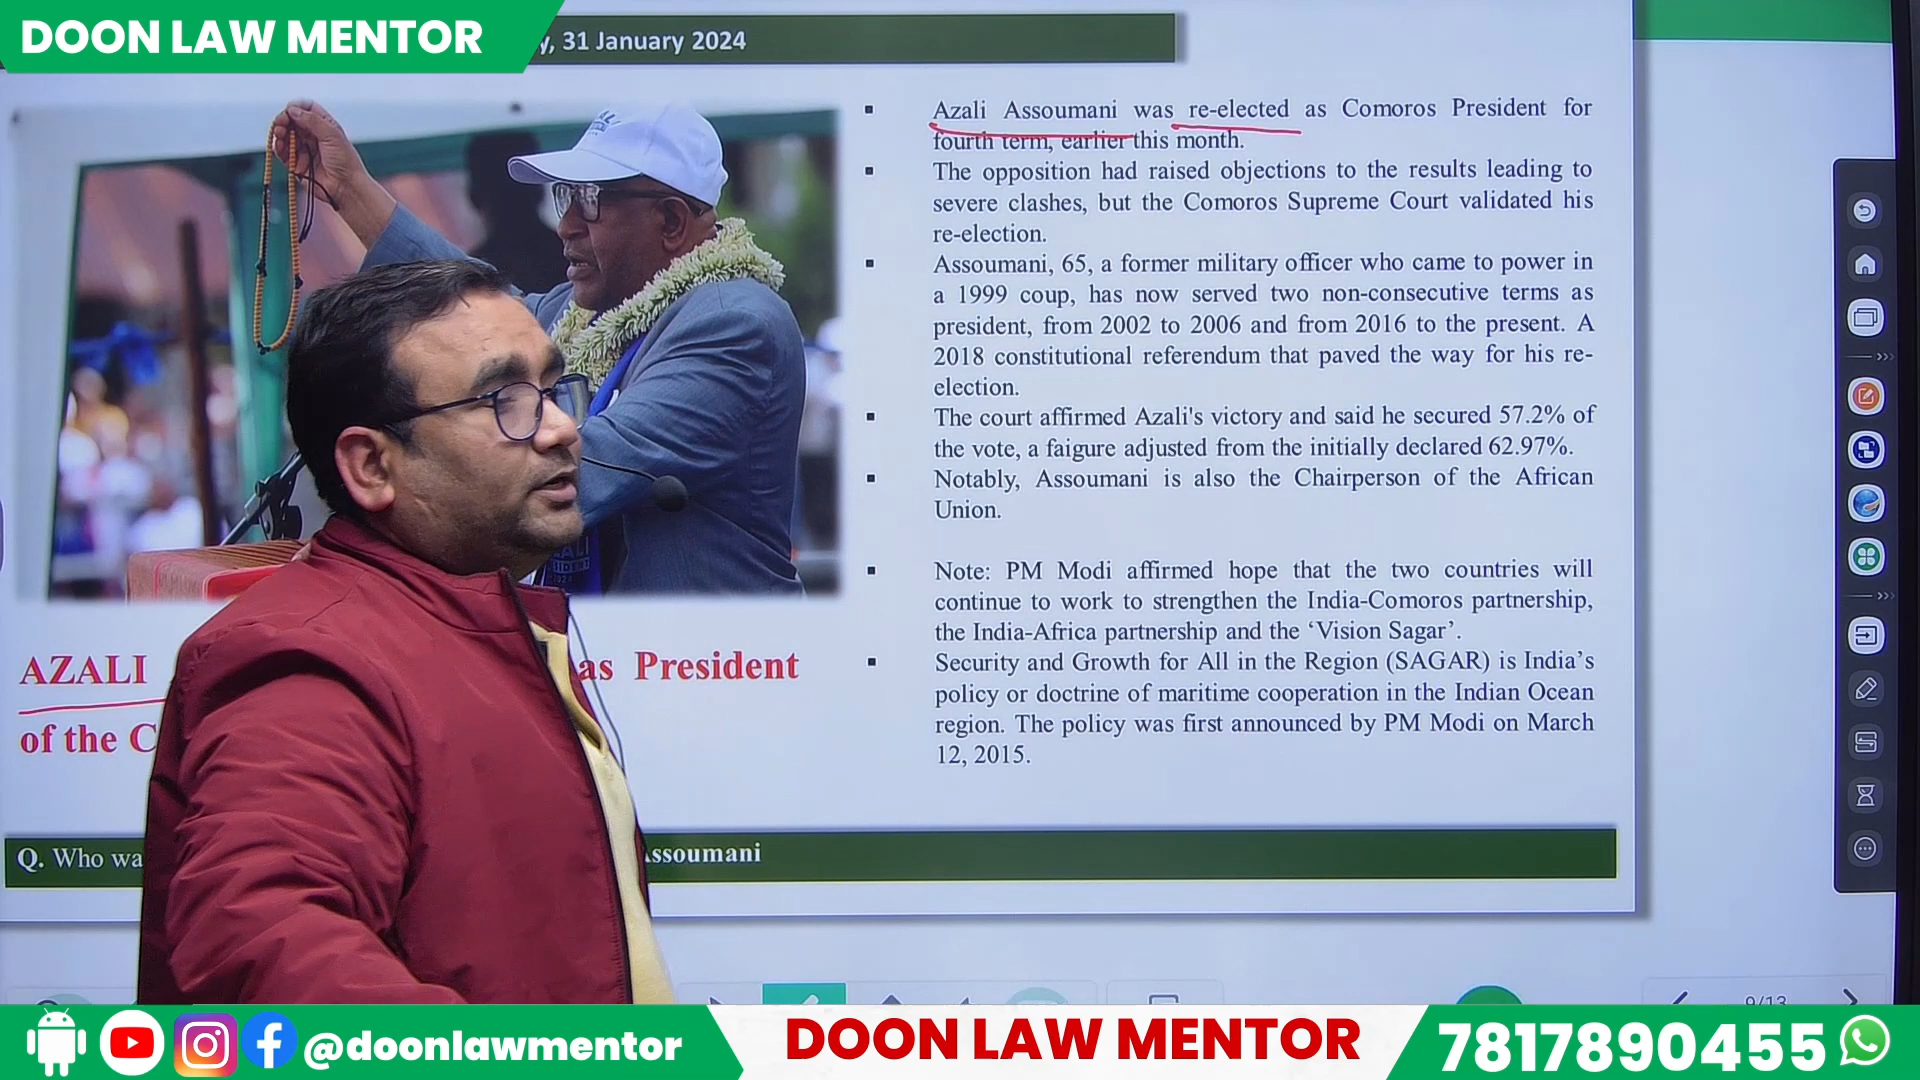 DOON LAW MENTOR
y, 31 January 2024
Azali Assoumani was re-elected as Comoros President for
fourth term, earlier this month.
The opposition had raised objections to the results leading to
severe clashes, but the Comoros Supreme Court validated his
re-election.
Assoumani, 65, a former military officer who came to power in
a 1999 coup, has now served two non-consecutive terms as
president, from 2002 to 2006 and from 2016 to the present. A
2018 constitutional referendum that paved the way for his re-
election.
The court affirmed Azali's victory and said he secured 57.2% of
the vote, a faigure adjusted from the initially declared 62.97%.
Notably, Assoumani is also the Chairperson of the African
Union.
Note: PM Modi affirmed hope that the two countries will
continue to work to strengthen the India-Comoros partnership,
the India-Africa partnership and the ‘Vision Sagar’.
Security and Growth for All in the Region (SAGAR) is India’s
policy or doctrine of maritime cooperation in the Indian Ocean
region. The policy was first announced by PM Modi on March
12, 2015.
AZALI as President
of the C
Q. Who wa Assoumani
9/13
@doonlawmentor
DOON LAW MENTOR
7817890455